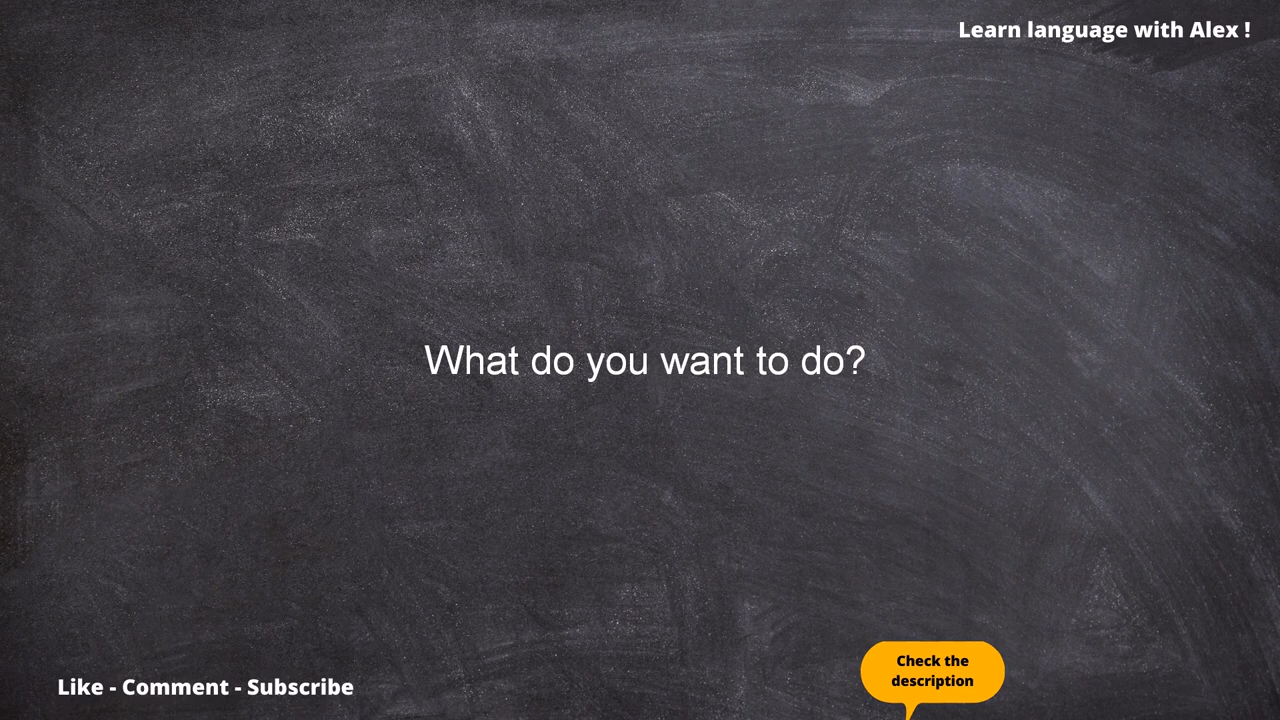 Learn language with Alex !
What do you want to do?
Check the
description
Like - Comment - Subscribe